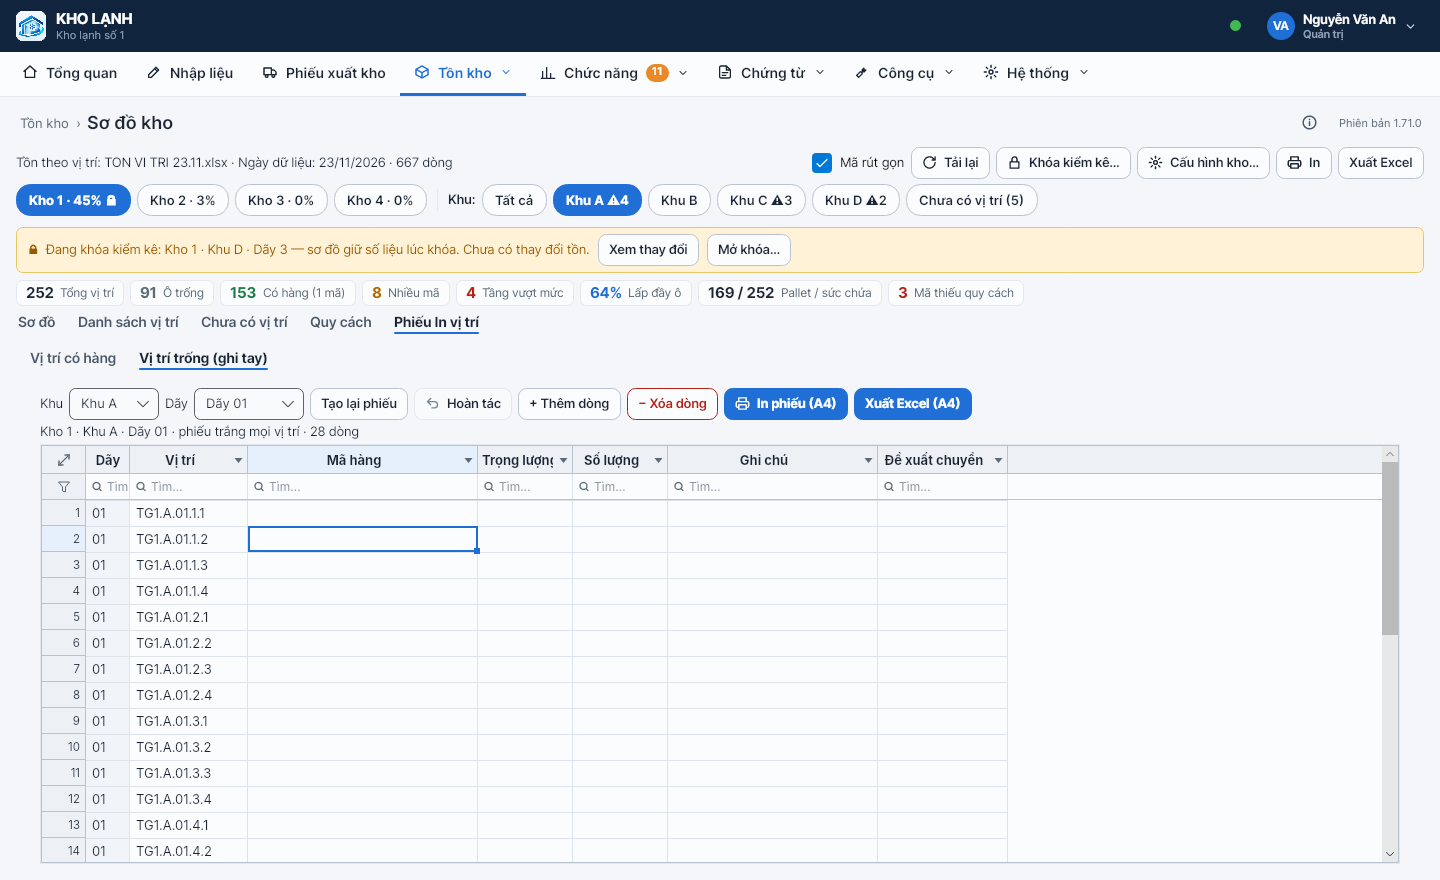 KHO LẠNH
Kho lạnh số 1
VA
Nguyễn Văn An
Quản trị
Tổng quan Nhập liệu Phiếu xuất kho Tồn kho Chức năng 11 Chứng từ Công cụ Hệ thống
Tồn kho › Sơ đồ kho
Phiên bản 1.71.0
Tồn theo vị trí: TON VI TRI 23.11.xlsx · Ngày dữ liệu: 23/11/2026 · 667 dòng
Mã rút gọn Tải lại Khóa kiểm kê... Cấu hình kho... In Xuất Excel
Kho 1 · 45% Kho 2 · 3% Kho 3 · 0% Kho 4 · 0% Khu: Tất cả Khu A ⚠4 Khu B Khu C ⚠3 Khu D ⚠2 Chưa có vị trí (5)
Đang khóa kiểm kê: Kho 1 · Khu D · Dãy 3 — sơ đồ giữ số liệu lúc khóa. Chưa có thay đổi tồn. Xem thay đổi Mở khóa...
252 Tổng vị trí 91 Ô trống 153 Có hàng (1 mã) 8 Nhiều mã 4 Tầng vượt mức 64% Lấp đầy ô 169 / 252 Pallet / sức chứa 3 Mã thiếu quy cách
Sơ đồ Danh sách vị trí Chưa có vị trí Quy cách Phiếu In vị trí
Vị trí có hàng Vị trí trống (ghi tay)
Khu Khu A Dãy Dãy 01 Tạo lại phiếu Hoàn tác + Thêm dòng − Xóa dòng In phiếu (A4) Xuất Excel (A4)
Kho 1 · Khu A · Dãy 01 · phiếu trắng mọi vị trí · 28 dòng
Dãy Vị trí Mã hàng Trọng lượng Số lượng Ghi chú Đề xuất chuyển
Tìm Tìm... Tìm... Tìm... Tìm... Tìm... Tìm...
1 01 TG1.A.01.1.1
2 01 TG1.A.01.1.2
3 01 TG1.A.01.1.3
4 01 TG1.A.01.1.4
5 01 TG1.A.01.2.1
6 01 TG1.A.01.2.2
7 01 TG1.A.01.2.3
8 01 TG1.A.01.2.4
9 01 TG1.A.01.3.1
10 01 TG1.A.01.3.2
11 01 TG1.A.01.3.3
12 01 TG1.A.01.3.4
13 01 TG1.A.01.4.1
14 01 TG1.A.01.4.2